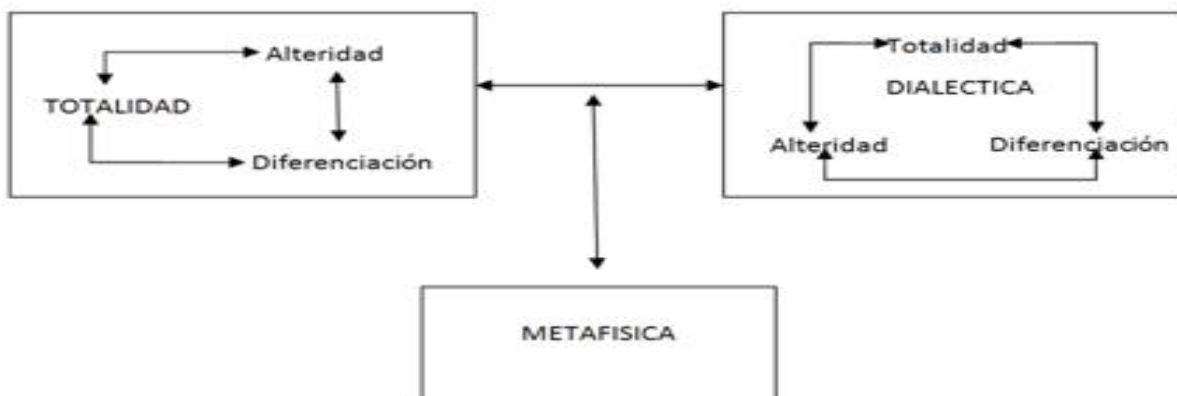 Alteridad
TOTALIDAD
Diferenciación
Totalidad
DIALECTICA
Alteridad
Diferenciación
METAFISICA